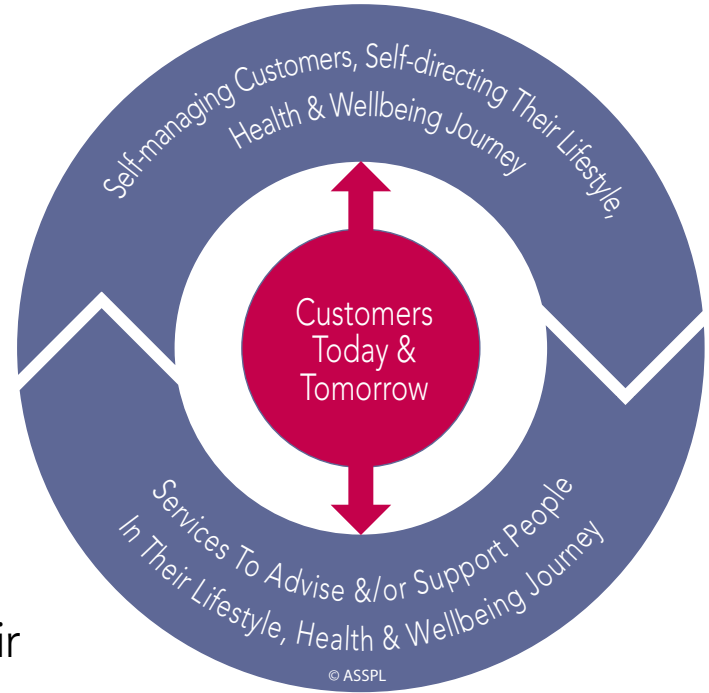 Self-managing Customers, Self-directing Their Lifestyle,
Health & Wellbeing Journey
Customers
Today &
Tomorrow
Services To Advise &/or Support People
In Their Lifestyle, Health & Wellbeing Journey
ir
© ASSPL